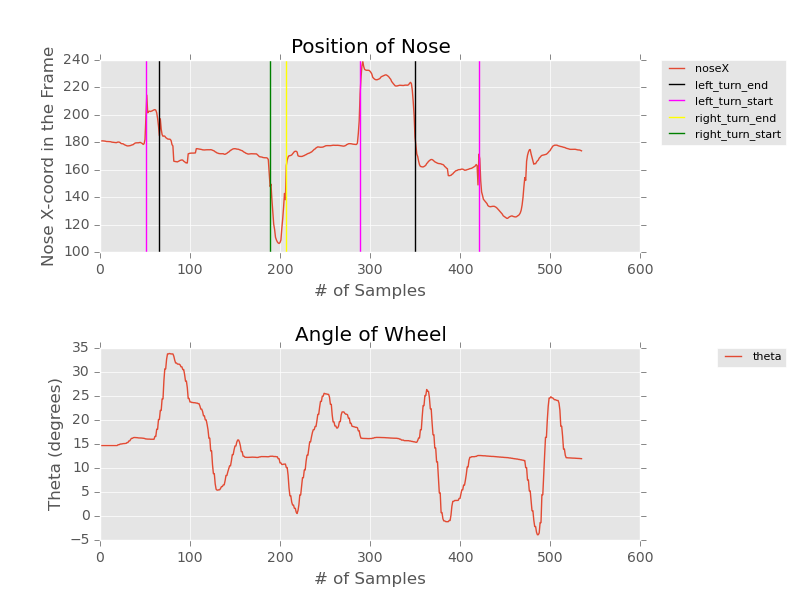 Position of Nose
Nose X-coord in the Frame
240
220
200
180
160
140
120
100
0 100 200 300 400 500 600
# of Samples
noseX
left_turn_end
left_turn_start
right_turn_end
right_turn_start
Angle of Wheel
Theta (degrees)
35
30
25
20
15
10
5
0
−5
0 100 200 300 400 500 600
# of Samples
theta